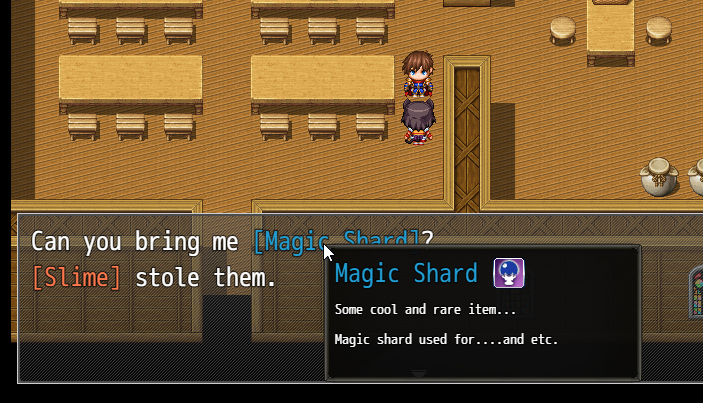 Can you bring me [Magic Shard]?
[Slime] stole them.
Magic Shard
Some cool and rare item...
Magic shard used for....and etc.